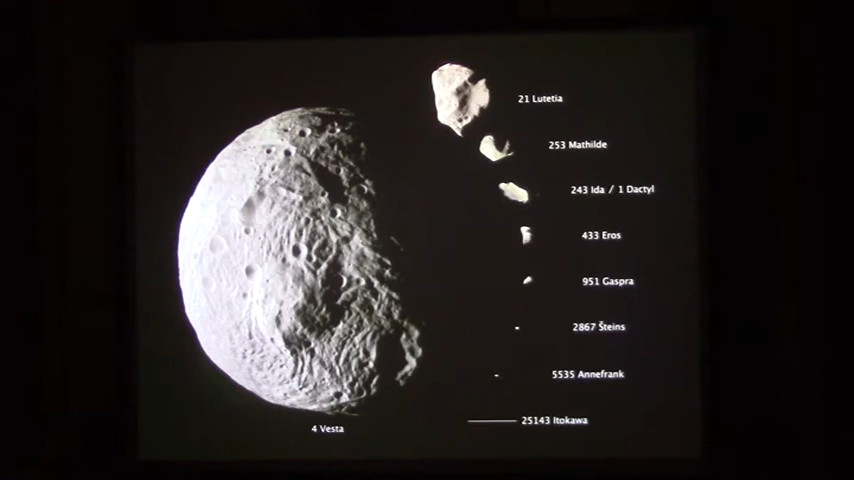 21 Lutetia
253 Mathilde
243 Ida / 1 Dactyl
433 Eros
951 Gaspra
2867 Šteins
5535 Annefrank
25143 Itokawa
4 Vesta